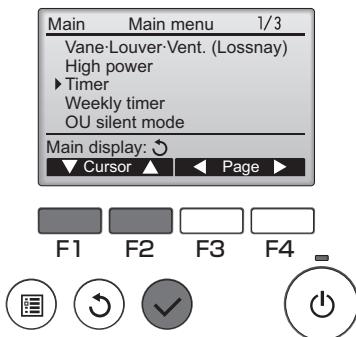 Main Main menu 1/3
Vane·Louver·Vent. (Lossnay)
High power
Timer
Weekly timer
OU silent mode
Main display:
Cursor Page
F1 F2 F3 F4